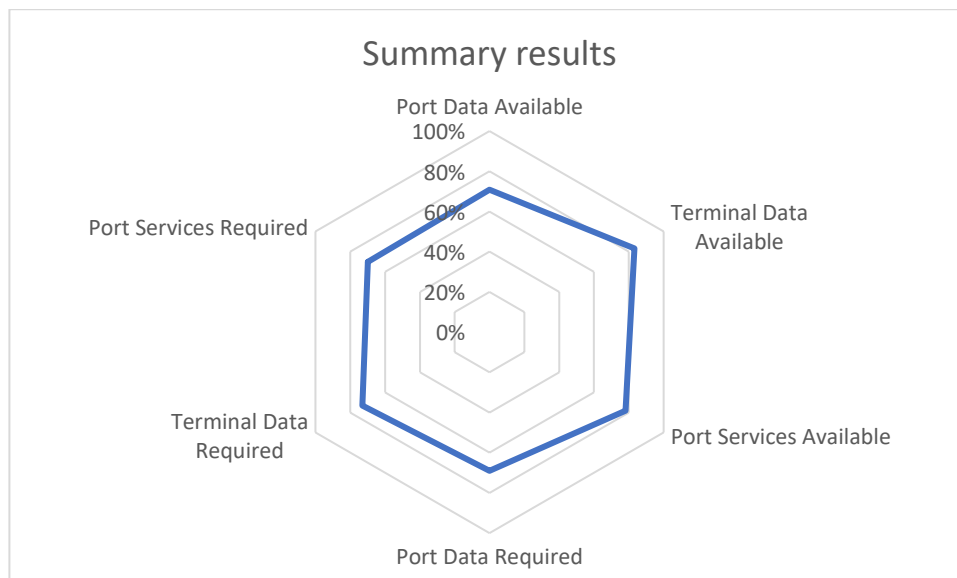 Summary results
Port Data Available
100%
80%
60%
40%
20%
0%
Terminal Data
Available
Port Services Available
Port Data Required
Terminal Data
Required
Port Services Required